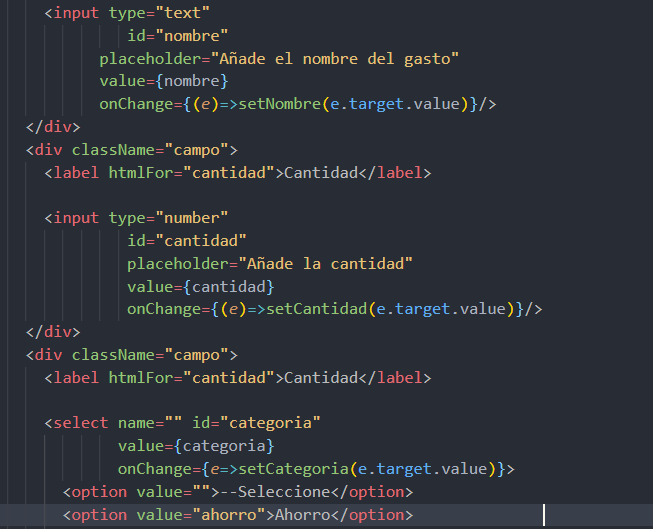 <input type="text"
id="nombre"
placeholder="Añade el nombre del gasto"
value={nombre}
onChange={(e)=>setNombre(e.target.value)}/>
</div>
<div className="campo">
<label htmlFor="cantidad">Cantidad</label>
<input type="number"
id="cantidad"
placeholder="Añade la cantidad"
value={cantidad}
onChange={(e)=>setCantidad(e.target.value)}/>
</div>
<div className="campo">
<label htmlFor="cantidad">Cantidad</label>
<select name="" id="categoria"
value={categoria}
onChange={e=>setCategoria(e.target.value)}>
<option value="">--Seleccione</option>
<option value="ahorro">Ahorro</option>